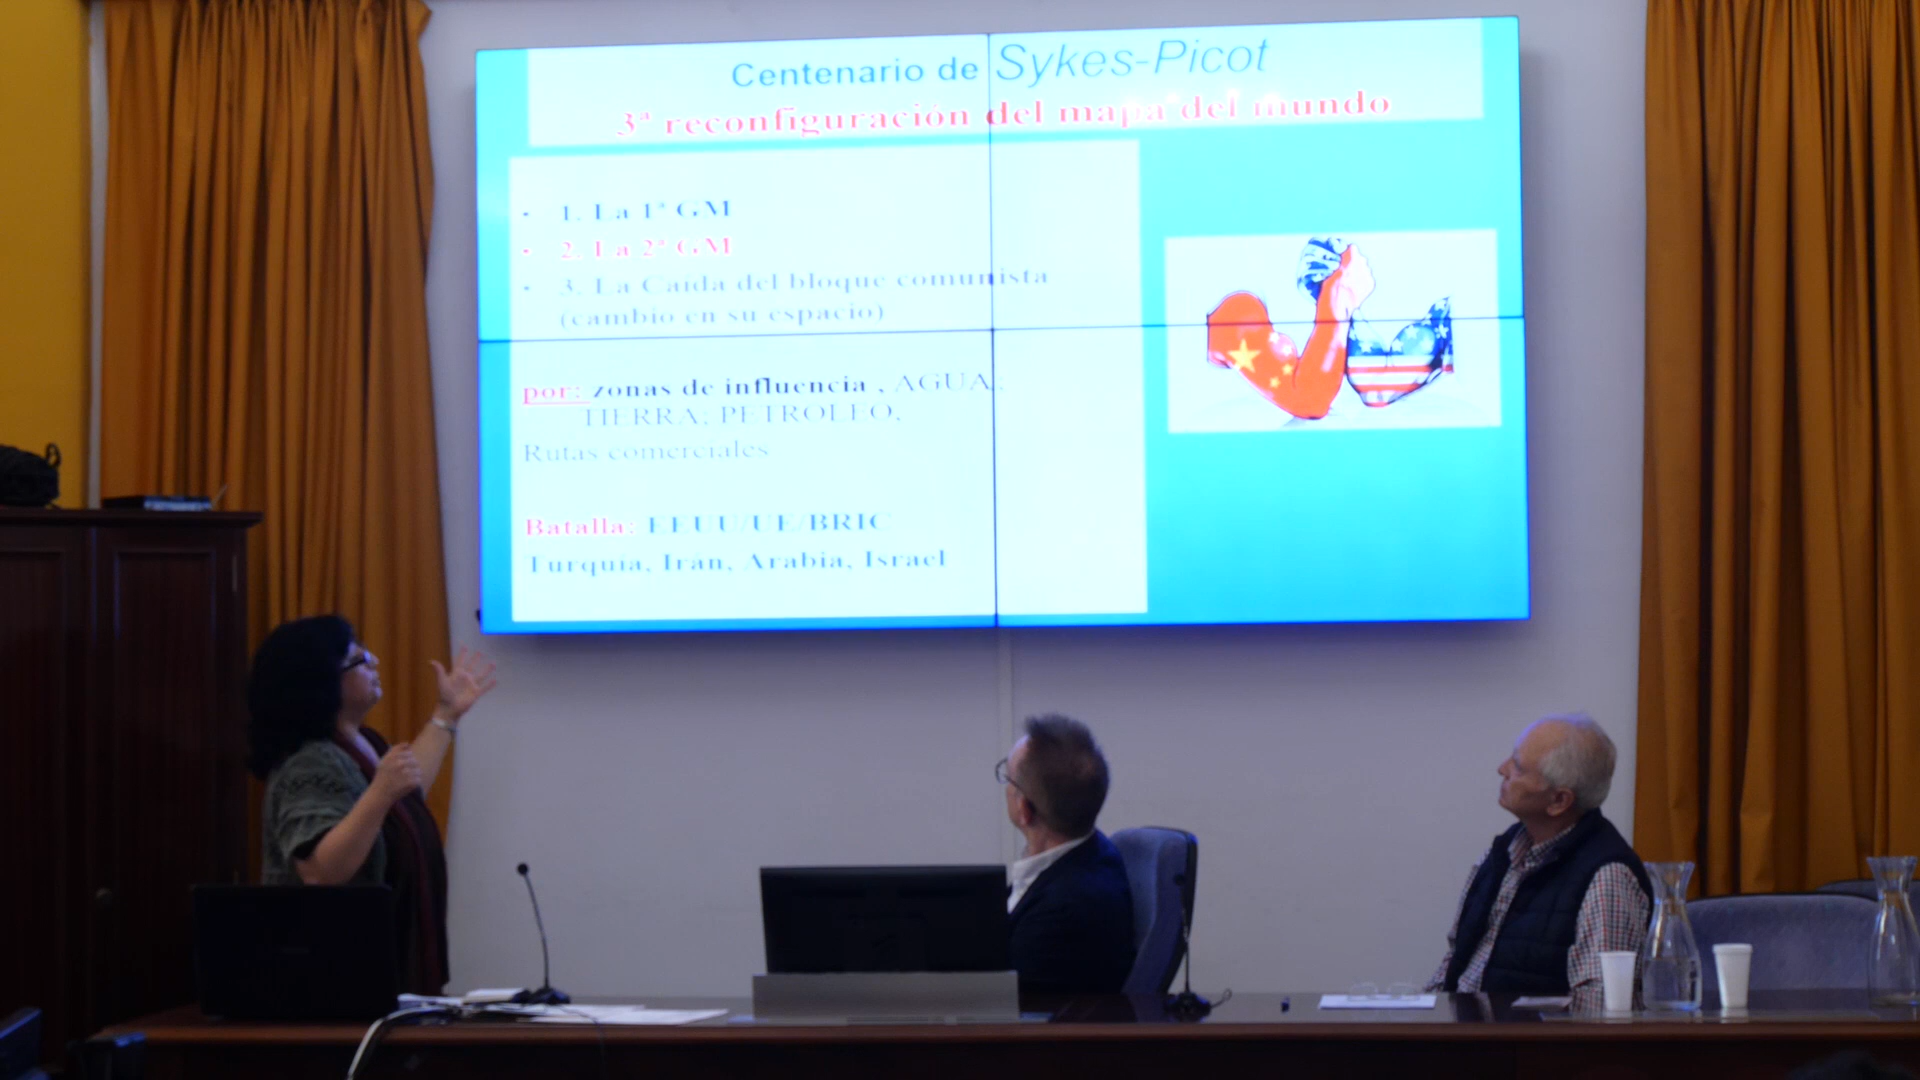 Centenario de Sykes-Picot
3ª reconfiguración del mapa del mundo
• 1. La 1ª GM
• 2. La 2ª GM
• 3. La Caída del bloque comunista
(cambio en su espacio)
por: zonas de influencia , AGUA,
TIERRA; PETROLEO,
Rutas comerciales
Batalla: EEUU/UE/BRIC
Turquía, Irán, Arabia, Israel